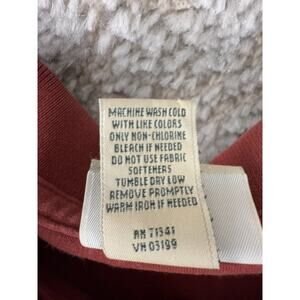 MACHINE WASH COLD
WITH LIKE COLORS
ONLY NON-CHLORINE
BLEACH IF NEEDED
DO NOT USE FABRIC
SOFTENERS
TUMBLE DRY LOW
REMOVE PROMPTLY
WARM IRON IF NEEDED
RN 71341
VN 03199